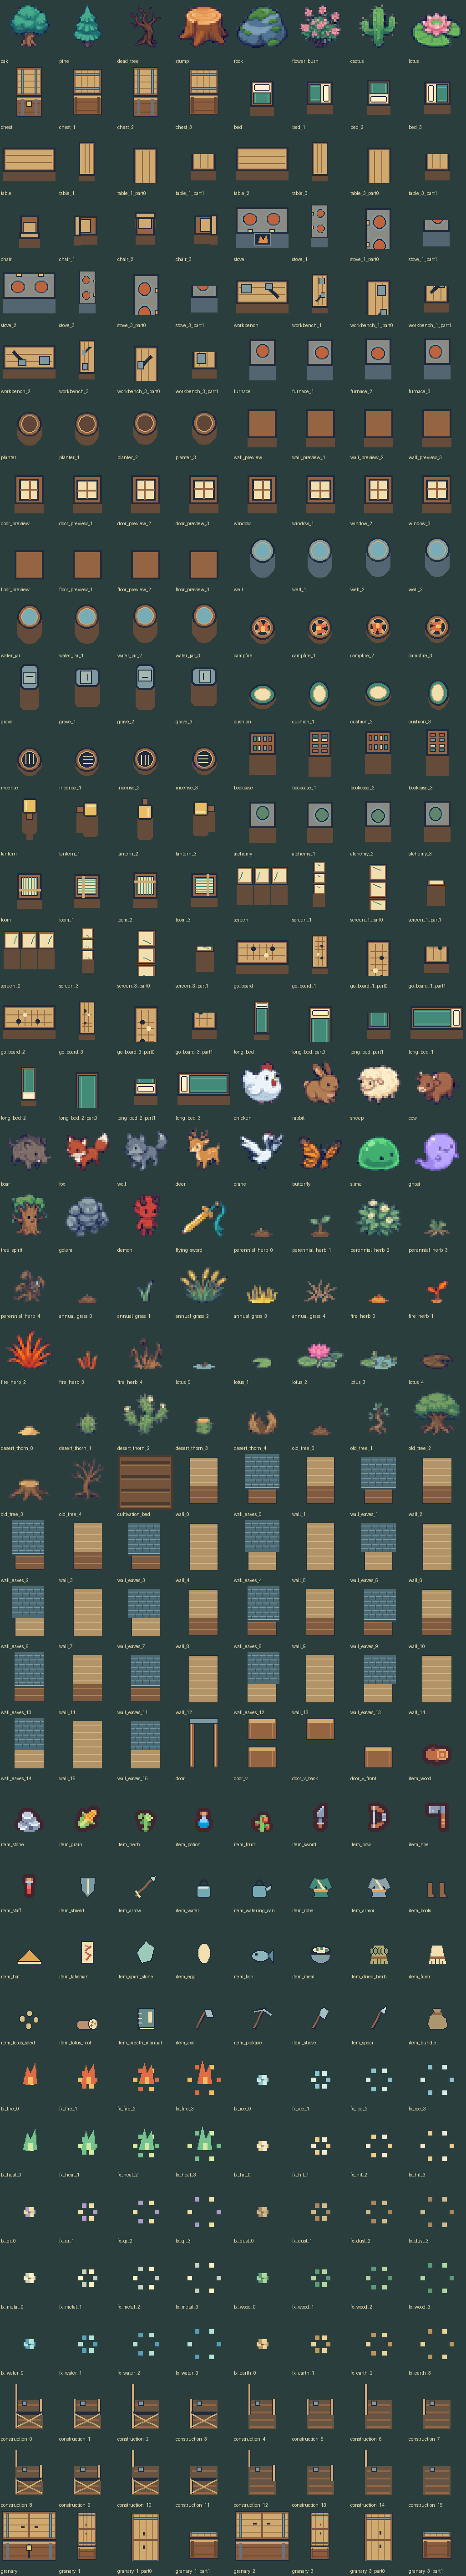 oak pine dead_tree stump rock flower_bush cactus lotus
chest chest_1 chest_2 chest_3 bed bed_1 bed_2 bed_3
table table_1 table_1_part0 table_1_part1 table_2 table_3 table_3_part0 table_3_part1
chair chair_1 chair_2 chair_3 stove stove_1 stove_1_part0 stove_1_part1
stove_2 stove_3 stove_3_part0 stove_3_part1 workbench workbench_1 workbench_1_part0 workbench_1_part1
workbench_2 workbench_3 workbench_3_part0 workbench_3_part1 furnace furnace_1 furnace_2 furnace_3
planter planter_1 planter_2 planter_3 wall_preview wall_preview_1 wall_preview_2 wall_preview_3
door_preview door_preview_1 door_preview_2 door_preview_3 window window_1 window_2 window_3
floor_preview floor_preview_1 floor_preview_2 floor_preview_3 well well_1 well_2 well_3
water_jar water_jar_1 water_jar_2 water_jar_3 campfire campfire_1 campfire_2 campfire_3
grave grave_1 grave_2 grave_3 cushion cushion_1 cushion_2 cushion_3
incense incense_1 incense_2 incense_3 bookcase bookcase_1 bookcase_2 bookcase_3
lantern lantern_1 lantern_2 lantern_3 alchemy alchemy_1 alchemy_2 alchemy_3
loom loom_1 loom_2 loom_3 screen screen_1 screen_1_part0 screen_1_part1
screen_2 screen_3 screen_3_part0 screen_3_part1 go_board go_board_1 go_board_1_part0 go_board_1_part1
go_board_2 go_board_3 go_board_3_part0 go_board_3_part1 long_bed long_bed_part0 long_bed_part1 long_bed_1
long_bed_2 long_bed_2_part0 long_bed_2_part1 long_bed_3 chicken rabbit sheep cow
boar fox wolf deer crane butterfly slime ghost
tree_spirit golem demon flying_sword perennial_herb_0 perennial_herb_1 perennial_herb_2 perennial_herb_3
perennial_herb_4 annual_grass_0 annual_grass_1 annual_grass_2 annual_grass_3 annual_grass_4 fire_herb_0 fire_herb_1
fire_herb_2 fire_herb_3 fire_herb_4 lotus_0 lotus_1 lotus_2 lotus_3 lotus_4
desert_thorn_0 desert_thorn_1 desert_thorn_2 desert_thorn_3 desert_thorn_4 old_tree_0 old_tree_1 old_tree_2
old_tree_3 old_tree_4 cultivation_bed wall_0 wall_eaves_0 wall_1 wall_eaves_1 wall_2
wall_eaves_2 wall_3 wall_eaves_3 wall_4 wall_eaves_4 wall_5 wall_eaves_5 wall_6
wall_eaves_6 wall_7 wall_eaves_7 wall_8 wall_eaves_8 wall_9 wall_eaves_9 wall_10
wall_eaves_10 wall_11 wall_eaves_11 wall_12 wall_eaves_12 wall_13 wall_eaves_13 wall_14
wall_eaves_14 wall_15 wall_eaves_15 door door_v door_v_back door_v_front item_wood
item_stone item_grain item_herb item_potion item_fruit item_sword item_bow item_hoe
item_staff item_shield item_arrow item_water item_watering_can item_robe item_armor item_boots
item_hat item_talisman item_spirit_stone item_egg item_fish item_meal item_dried_herb item_fiber
item_lotus_seed item_lotus_root item_breath_manual item_axe item_pickaxe item_shovel item_spear item_bundle
fx_fire_0 fx_fire_1 fx_fire_2 fx_fire_3 fx_ice_0 fx_ice_1 fx_ice_2 fx_ice_3
fx_heal_0 fx_heal_1 fx_heal_2 fx_heal_3 fx_hit_0 fx_hit_1 fx_hit_2 fx_hit_3
fx_qi_0 fx_qi_1 fx_qi_2 fx_qi_3 fx_dust_0 fx_dust_1 fx_dust_2 fx_dust_3
fx_metal_0 fx_metal_1 fx_metal_2 fx_metal_3 fx_wood_0 fx_wood_1 fx_wood_2 fx_wood_3
fx_water_0 fx_water_1 fx_water_2 fx_water_3 fx_earth_0 fx_earth_1 fx_earth_2 fx_earth_3
construction_0 construction_1 construction_2 construction_3 construction_4 construction_5 construction_6 construction_7
construction_8 construction_9 construction_10 construction_11 construction_12 construction_13 construction_14 construction_15
granary granary_1 granary_1_part0 granary_1_part1 granary_2 granary_3 granary_3_part0 granary_3_part1